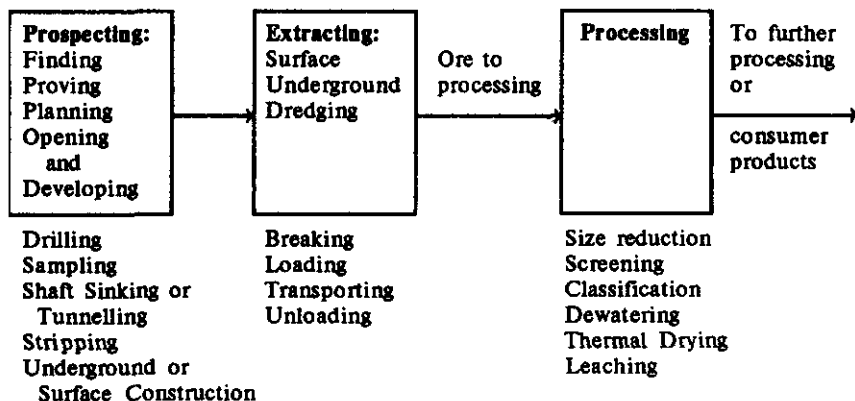 Prospecting:
Finding
Proving
Planning
Opening
and
Developing
Drilling
Sampling
Shaft Sinking or
Tunnelling
Stripping
Underground or
Surface Construction
Extracting:
Surface
Underground
Dredging
Breaking
Loading
Transporting
Unloading
Ore to
processing
Processing
Size reduction
Screening
Classification
Dewatering
Thermal Drying
Leaching
To further
processing
or
consumer
products